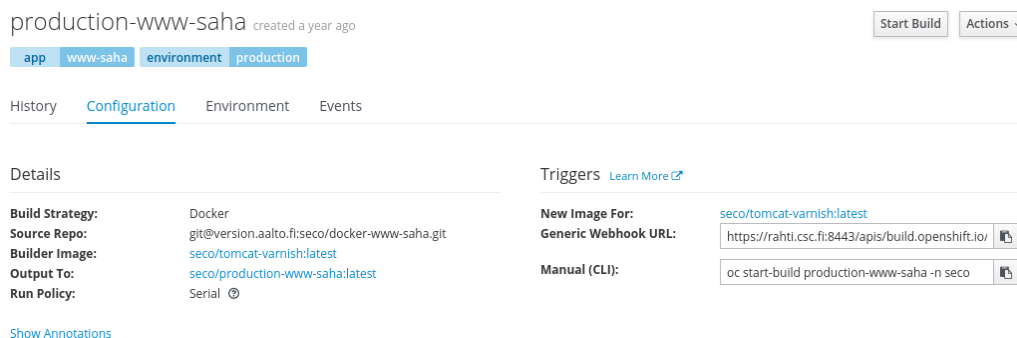 production-www-saha created a year ago
Start Build Actions
app www-saha environment production
History Configuration Environment Events
Details
Build Strategy: Docker
Source Repo: git@version.aalto.fi:seco/docker-www-saha.git
Builder Image: seco/tomcat-varnish:latest
Output To: seco/production-www-saha:latest
Run Policy: Serial
Show Annotations
Triggers Learn More
New Image For: seco/tomcat-varnish:latest
Generic Webhook URL: https://rahti.csc.fi:8443/apis/build.openshift.io/
Manual (CLI): oc start-build production-www-saha -n seco